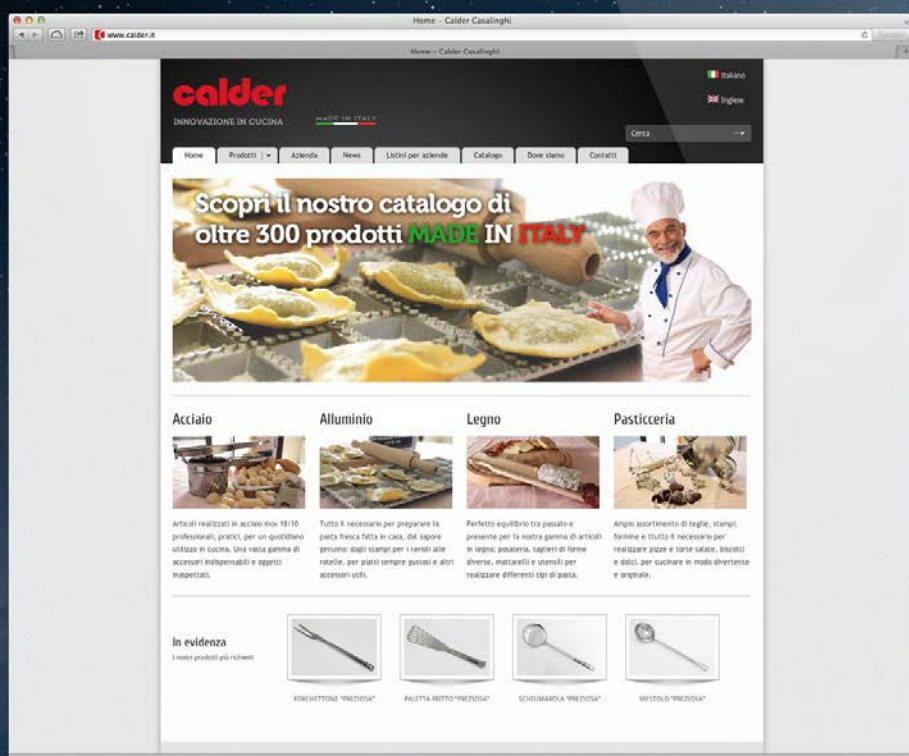 Home – Calder Casalinghi
www.calder.it
Home – Calder Casalinghi
calder
INNOVAZIONE IN CUCINA
MADE IN ITALY
Italiano
Inglese
Cerca
Home Prodotti Azienda News Listini per aziende Catalogo Dove siamo Contatti
Scopri il nostro catalogo di
oltre 300 prodotti MADE IN ITALY
Acciaio Alluminio Legno Pasticceria
Articoli realizzati in acciaio inox 18/10
professionali, pratici, per un quotidiano
utilizzo in cucina. Una vasta gamma di
accessori indispensabili e oggetti
inaspettati.
Tutto il necessario per preparare la
pasta fresca fatta in casa, dal sapore
genuino: dagli stampi per i ravioli alle
rotelle, per piatti sempre gustosi e altri
accessori utili.
Perfetto equilibrio tra passato e
presente per la nostra gamma di articoli
in legno: posateria, taglieri di forme
diverse, mattarelli e utensili per
realizzare differenti tipi di pasta.
Ampio assortimento di teglie, stampi,
formine e ttutto il necessario per
realizzare pizze e torte salate, biscotti
e dolci, per cucinare in modo divertente
e originale.
In evidenza
I nostri prodotti più richiesti
FORCHETTONE "PREZIOSA" PALETTA FRITTO "PREZIOSA" SCHIUMAROLA "PREZIOSA" MESTOLO "PREZIOSA"